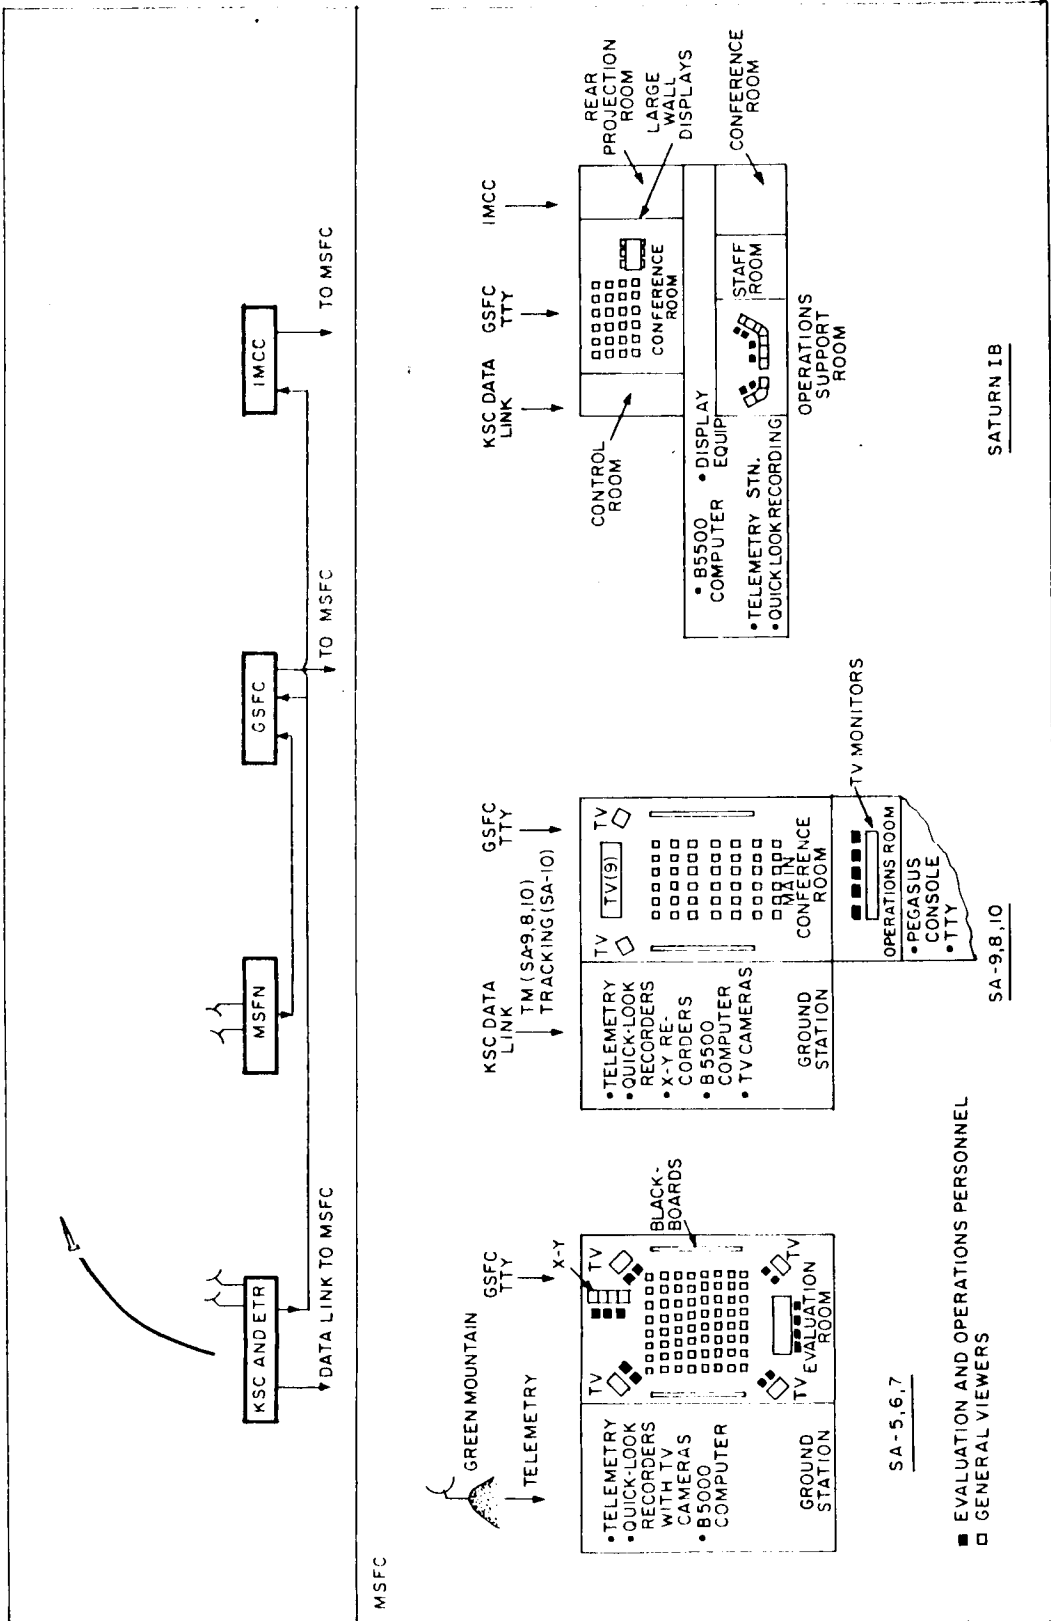 KSC AND ETR
DATA LINK TO MSFC
MSFN
GSFC
TO MSFC
IMCC
TO MSFC
MSFC
GREEN MOUNTAIN
TELEMETRY
GSFC
TTY
X-Y
• TELEMETRY
• QUICK-LOOK
RECORDERS
WITH TV
CAMERAS
• B5000
COMPUTER
GROUND
STATION
TV
TV
TV
TV
EVALUATION
ROOM
BLACK-
BOARDS
SA-5,6,7
KSC DATA
LINK
TM (SA-9,8,10)
TRACKING (SA-10)
GSFC
TTY
• TELEMETRY
• QUICK-LOOK
RECORDERS
• X-Y RE-
CORDERS
• B5500
COMPUTER
• TV CAMERAS
GROUND
STATION
TV
TV(9)
TV
MAIN
CONFERENCE
ROOM
TV MONITORS
OPERATIONS ROOM
• PEGASUS
CONSOLE
• TTY
SA-9,8,10
KSC DATA
LINK
GSFC
TTY
IMCC
CONTROL
ROOM
CONFERENCE
ROOM
REAR
PROJECTION
ROOM
LARGE
WALL
DISPLAYS
• B5500
COMPUTER
• DISPLAY
EQUIP
• TELEMETRY STN.
• QUICK LOOK RECORDING
STAFF
ROOM
CONFERENCE
ROOM
OPERATIONS
SUPPORT
ROOM
SATURN IB
■ EVALUATION AND OPERATIONS PERSONNEL
□ GENERAL VIEWERS